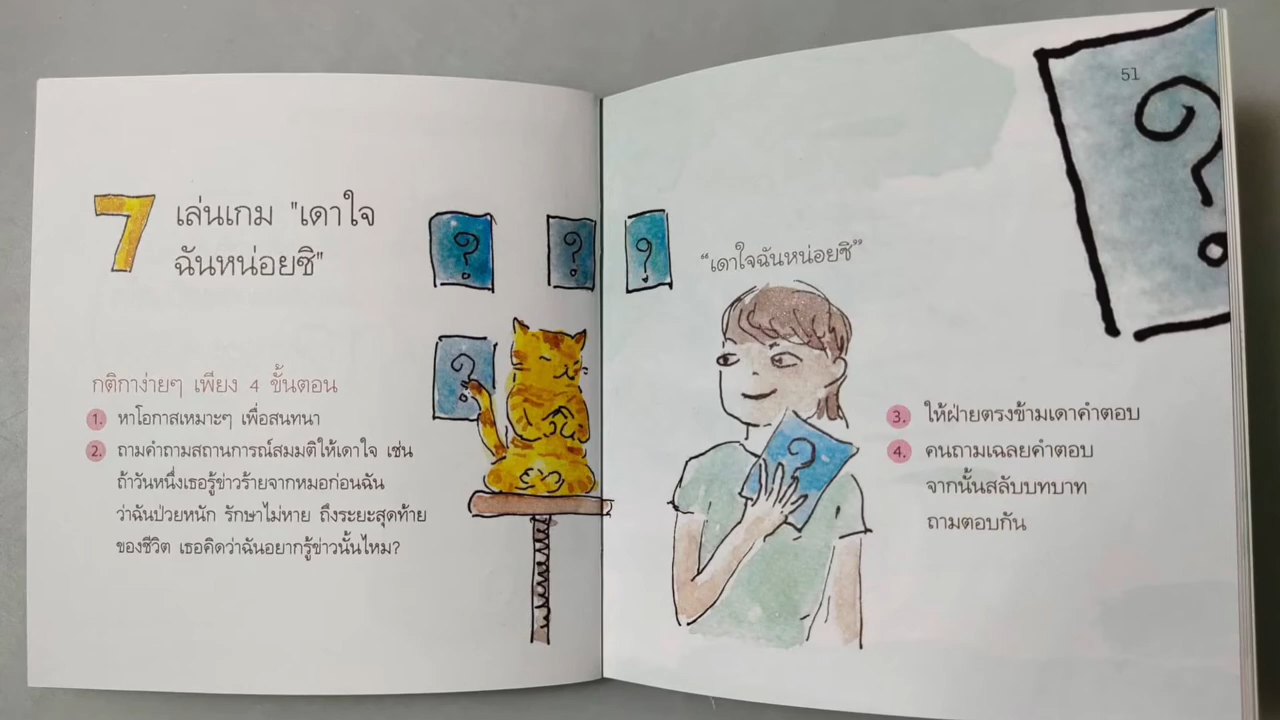 7
เล่นเกม "เดาใจ
ฉันหน่อยซิ"
กติกาง่ายๆ เพียง 4 ขั้นตอน
1. หาโอกาสเหมาะๆ เพื่อสนทนา
2. ถามคำถามสถานการณ์สมมติให้เดาใจ เช่น
ถ้าวันหนึ่งเธอรู้ข่าวร้ายจากหมอก่อนฉัน
ว่าฉันป่วยหนัก รักษาไม่หาย ถึงระยะสุดท้าย
ของชีวิต เธอคิดว่าฉันอยากรู้ข่าวนั้นไหม?
?
?
?
?
51
?
“เดาใจฉันหน่อยซิ”
?
3. ให้ฝ่ายตรงข้ามเดาคำตอบ
4. คนถามเฉลยคำตอบ
จากนั้นสลับบทบาท
ถามตอบกัน